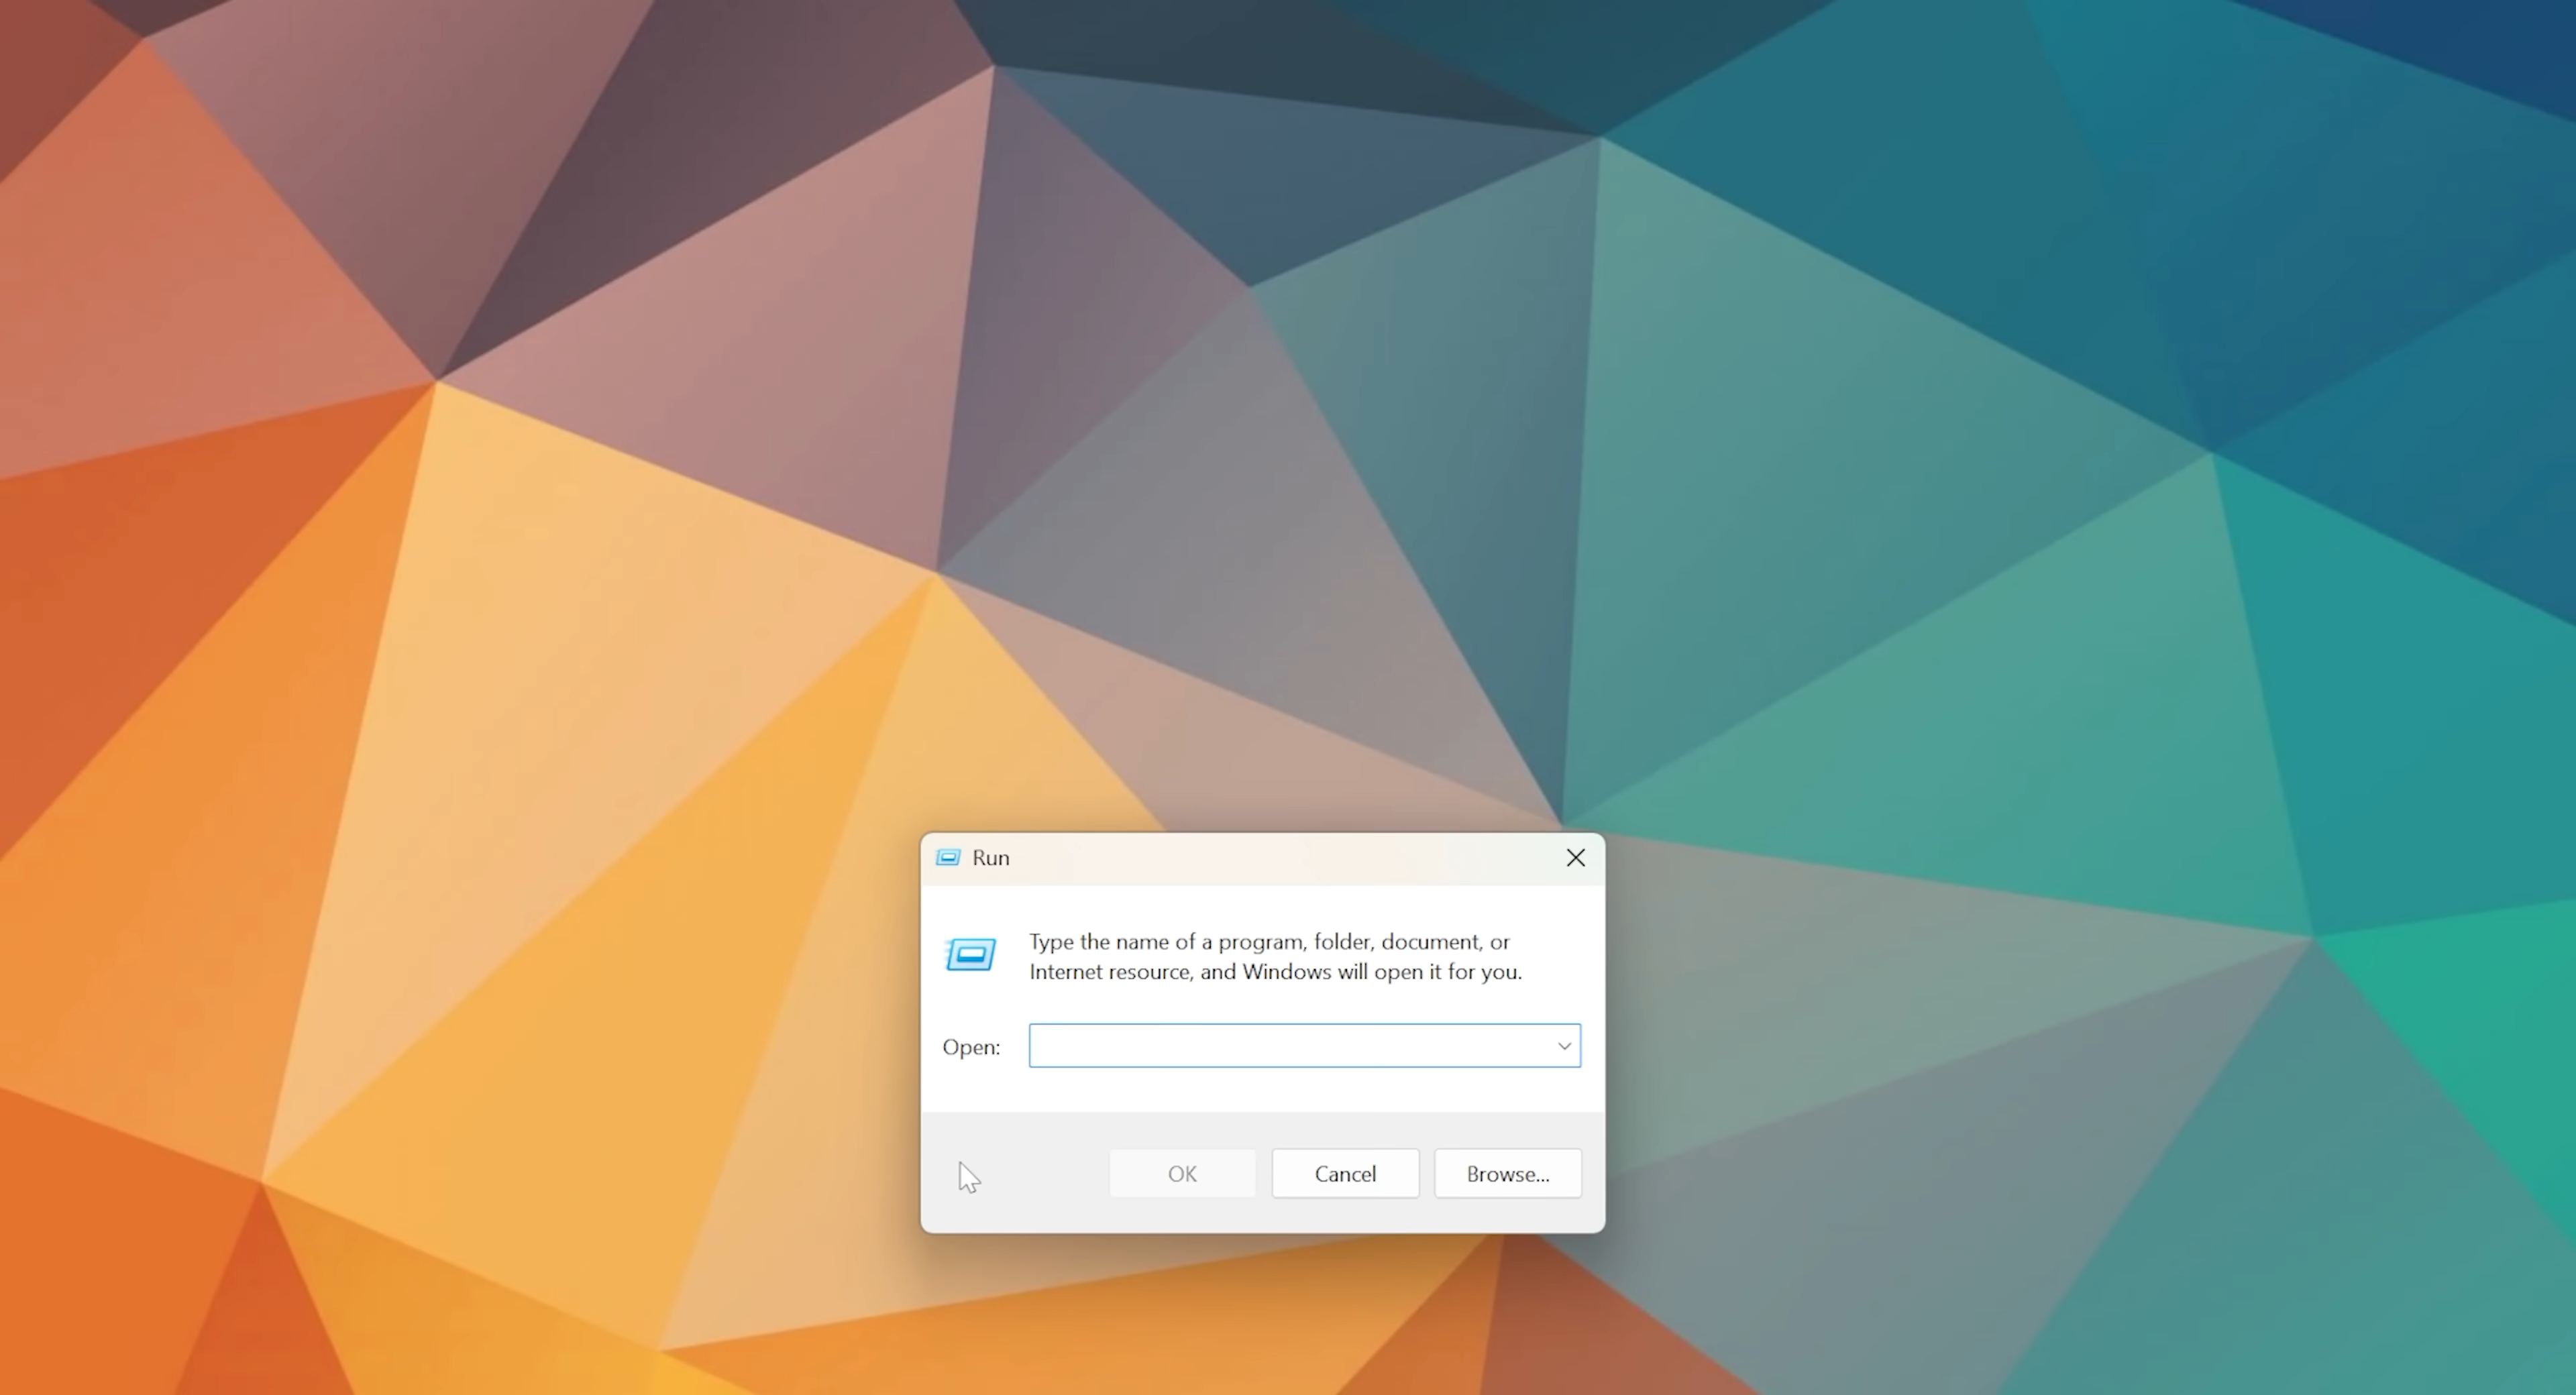 Run
Type the name of a program, folder, document, or
Internet resource, and Windows will open it for you.
Open:
OK Cancel Browse...